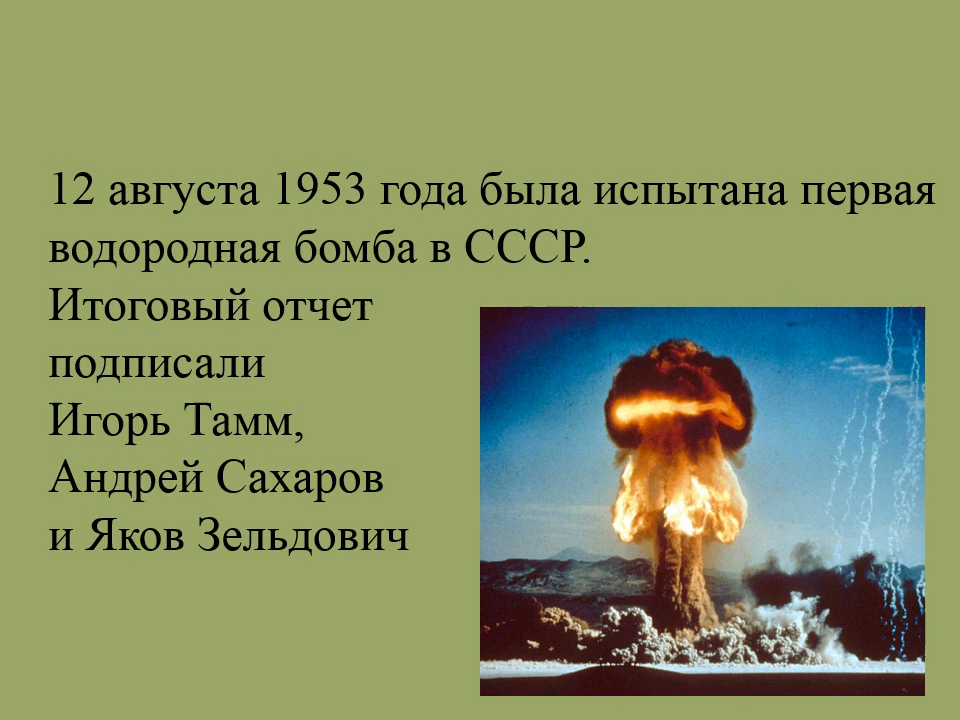 12 августа 1953 года была испытана первая
водородная бомба в СССР.
Итоговый отчет
подписали
Игорь Тамм,
Андрей Сахаров
и Яков Зельдович